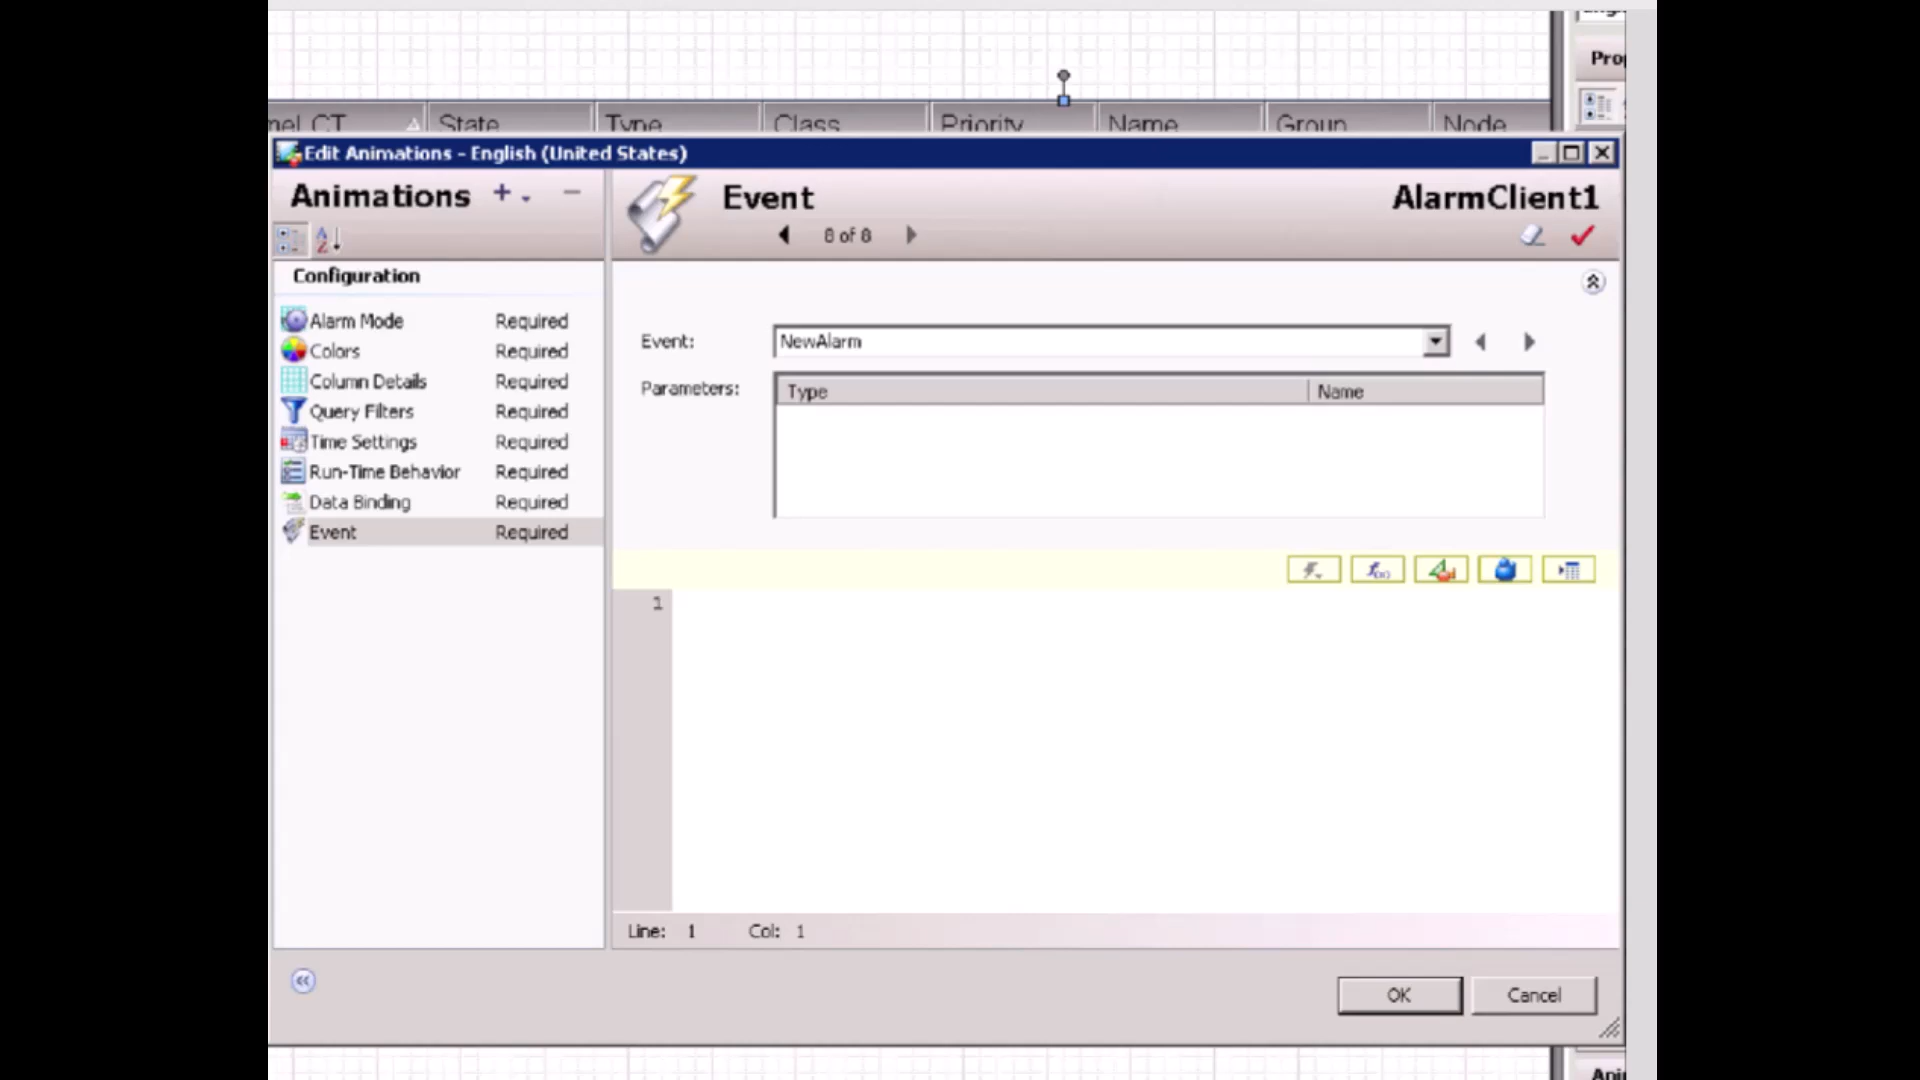 Pro
mel CT State Type Class Priority Name Group Node
Edit Animations - English (United States)
Animations
Event
AlarmClient1
8 of 8
Configuration
Alarm Mode Required
Colors Required
Column Details Required
Query Filters Required
Time Settings Required
Run-Time Behavior Required
Data Binding Required
Event Required
Event: NewAlarm
Parameters: Type Name
1
Line: 1 Col: 1
OK Cancel